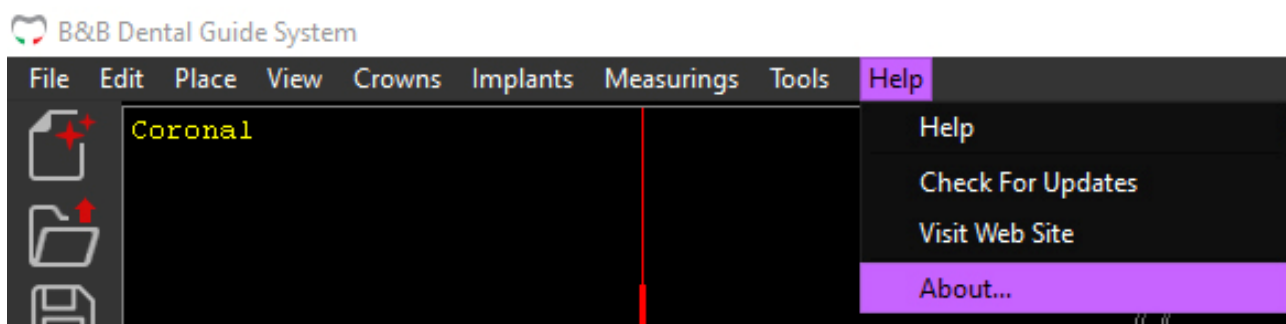 B&B Dental Guide System
File Edit Place View Crowns Implants Measurings Tools Help
Coronal
Help
Check For Updates
Visit Web Site
About...